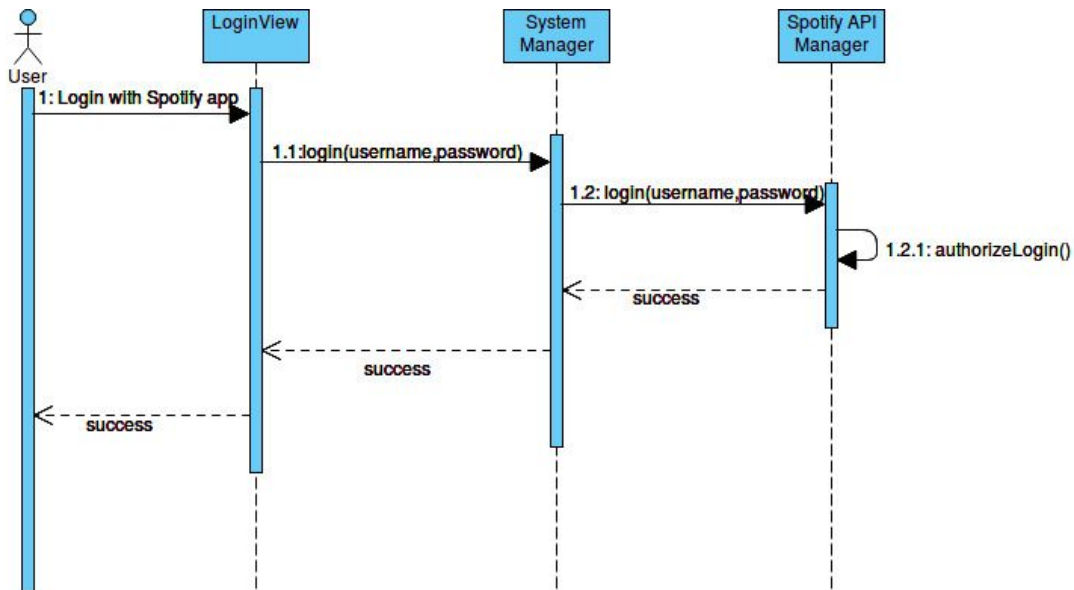 LoginView
System
Manager
Spotify API
Manager
User
1: Login with Spotify app
1.1:login(username,password)
1.2: login(username,password)
1.2.1: authorizeLogin()
success
success
success